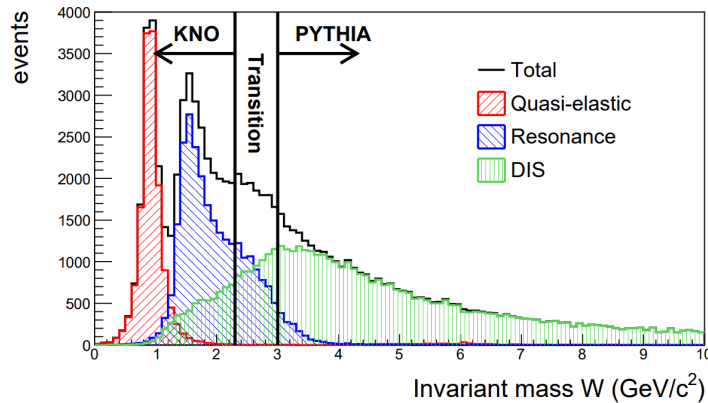 events
4000
3500
3000
2500
2000
1500
1000
500
0
KNO
Transition
PYTHIA
Total
Quasi-elastic
Resonance
DIS
0 1 2 3 4 5 6 7 8 9 10
Invariant mass W (GeV/c²)